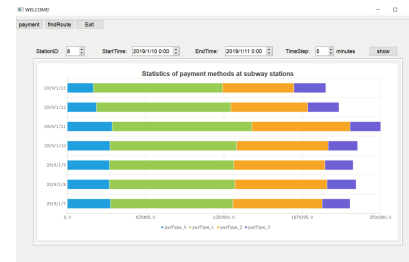 WELCOME!
payment findRoute Exit
StationID: 8 StartTime: 2019/1/10 0:00 EndTime: 2019/1/11 0:00 TimeStep: 5 minutes show
Statistics of payment methods at subway stations
2019/1/13
2019/1/12
2019/1/11
2019/1/10
2019/1/9
2019/1/8
2019/1/7
0.0
payType_0 payType_1 payType_2 payType_3